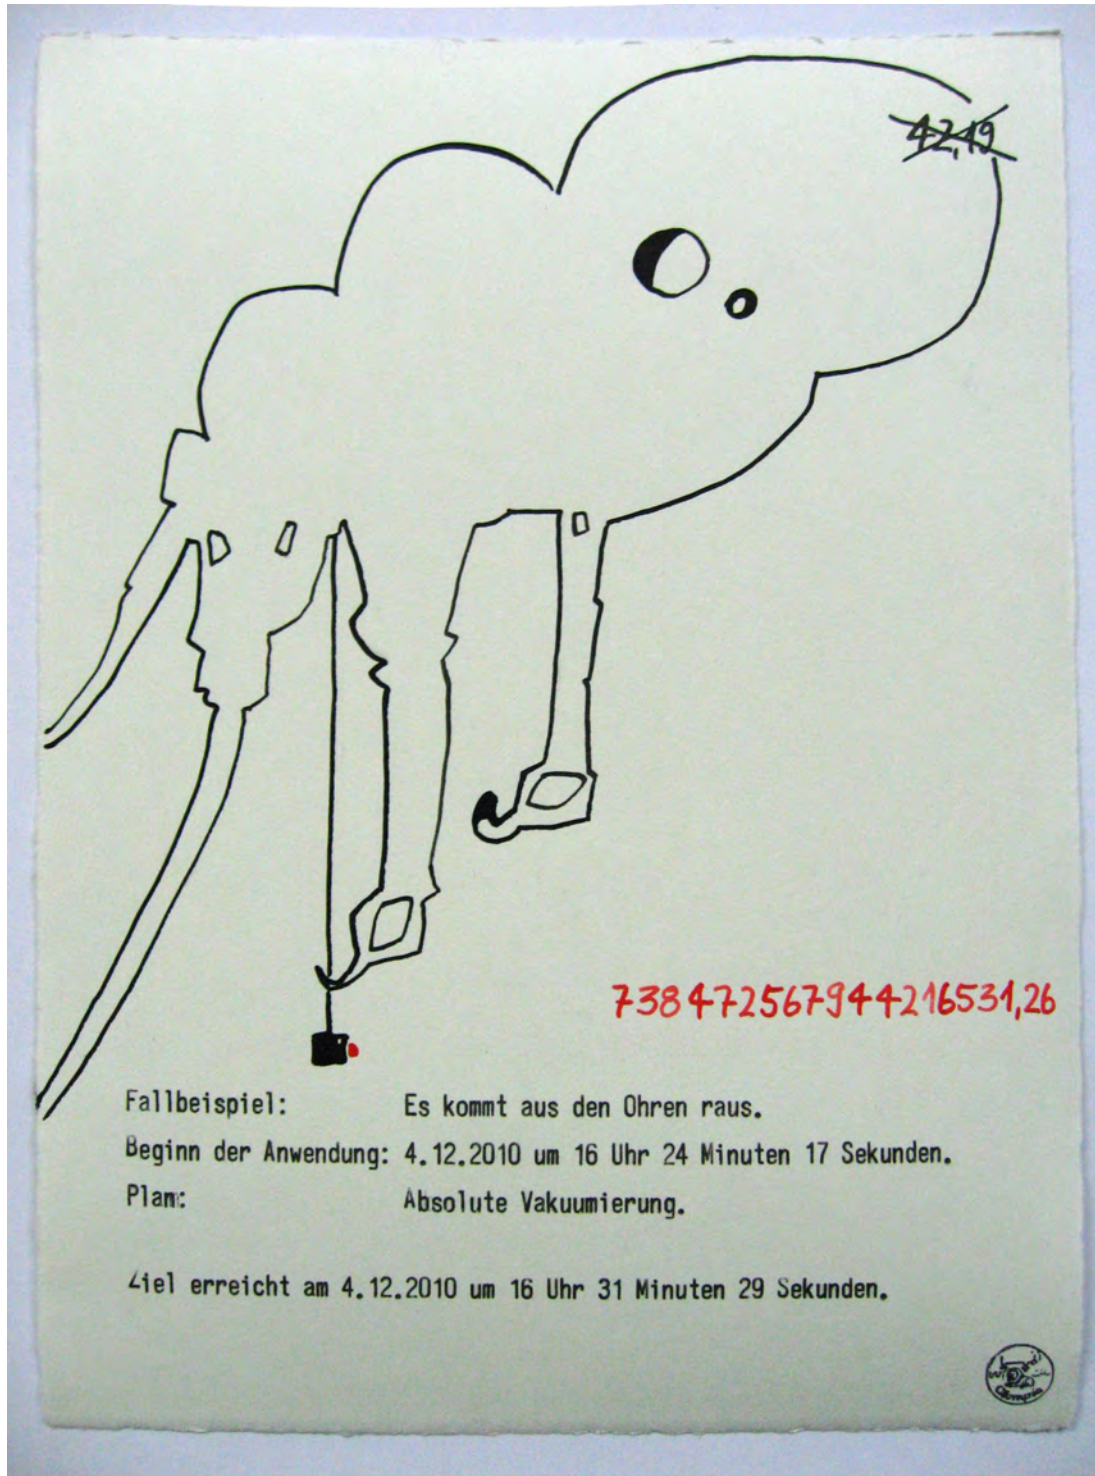 42,19
738472567944216531,26
Fallbeispiel: Es kommt aus den Ohren raus.
Beginn der Anwendung: 4.12.2010 um 16 Uhr 24 Minuten 17 Sekunden.
Plan: Absolute Vakuumierung.
Ziel erreicht am 4.12.2010 um 16 Uhr 31 Minuten 29 Sekunden.